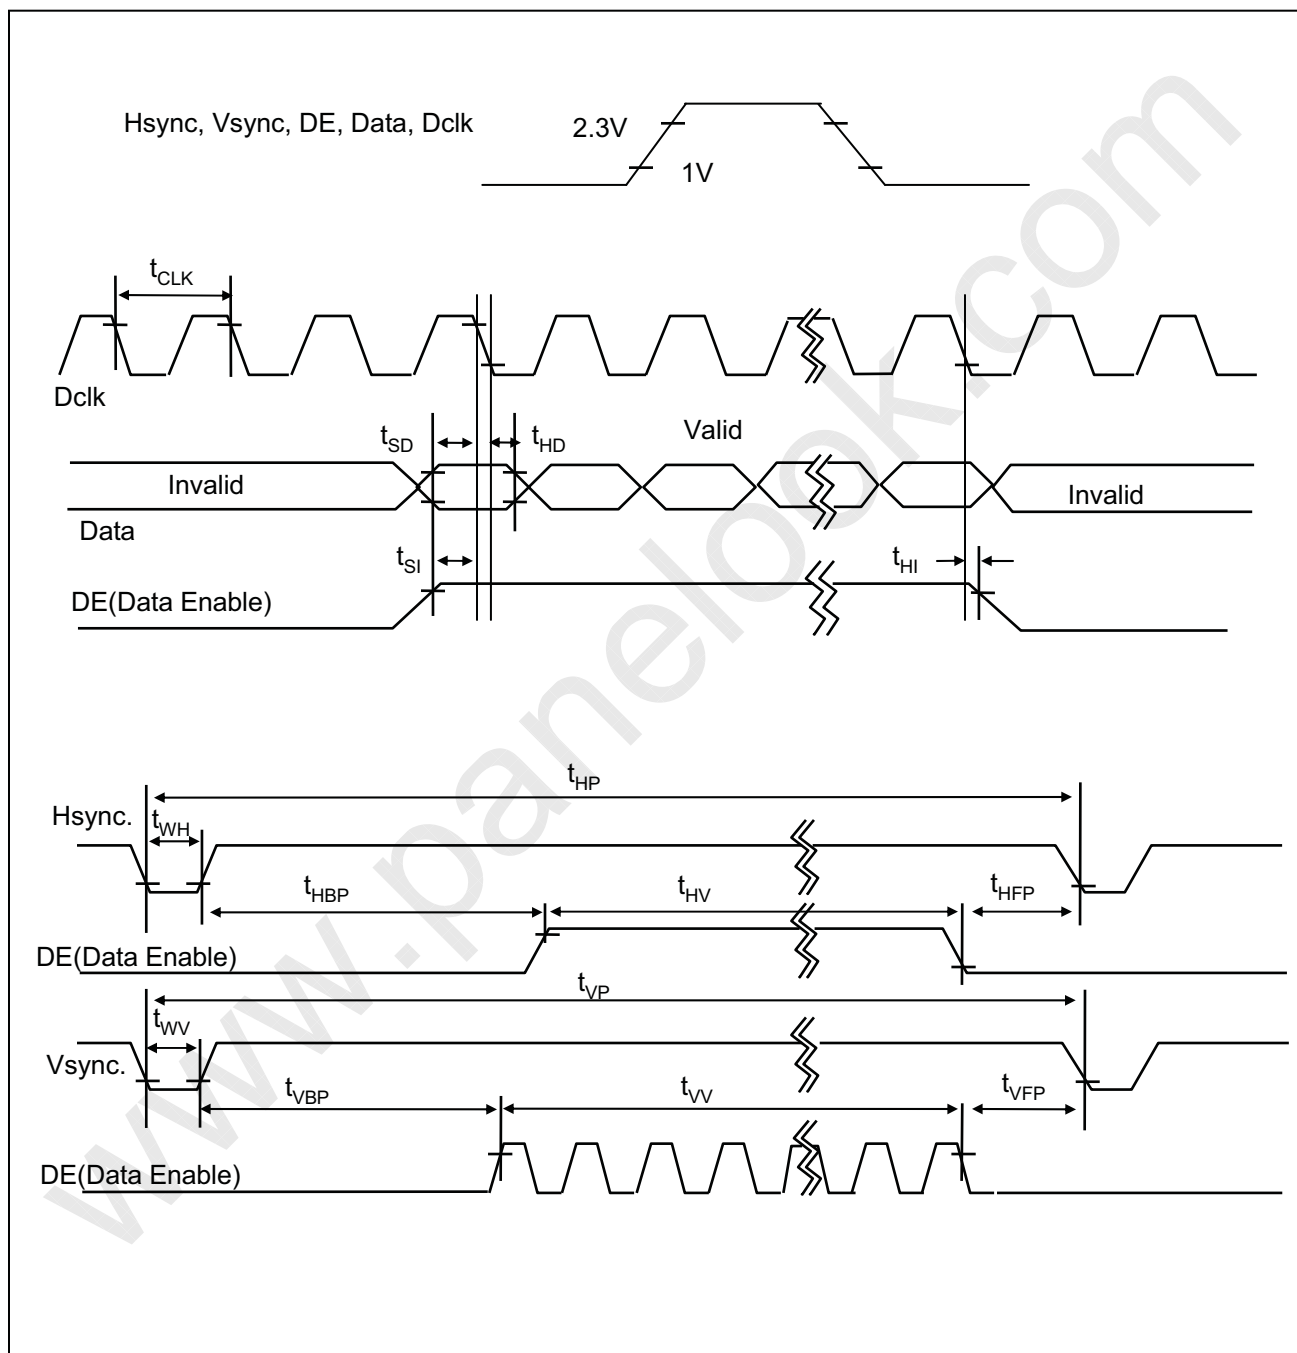 Hsync, Vsync, DE, Data, Dclk
2.3V
1V
tCLK
Dclk
tSD
tHD
Valid
Invalid
Invalid
Data
tSI
tHI
DE(Data Enable)
tHP
Hsync.
tWH
tHBP
tHV
tHFP
DE(Data Enable)
tVP
tWV
Vsync.
tVBP
tVV
tVFP
DE(Data Enable)
www.panelook.com